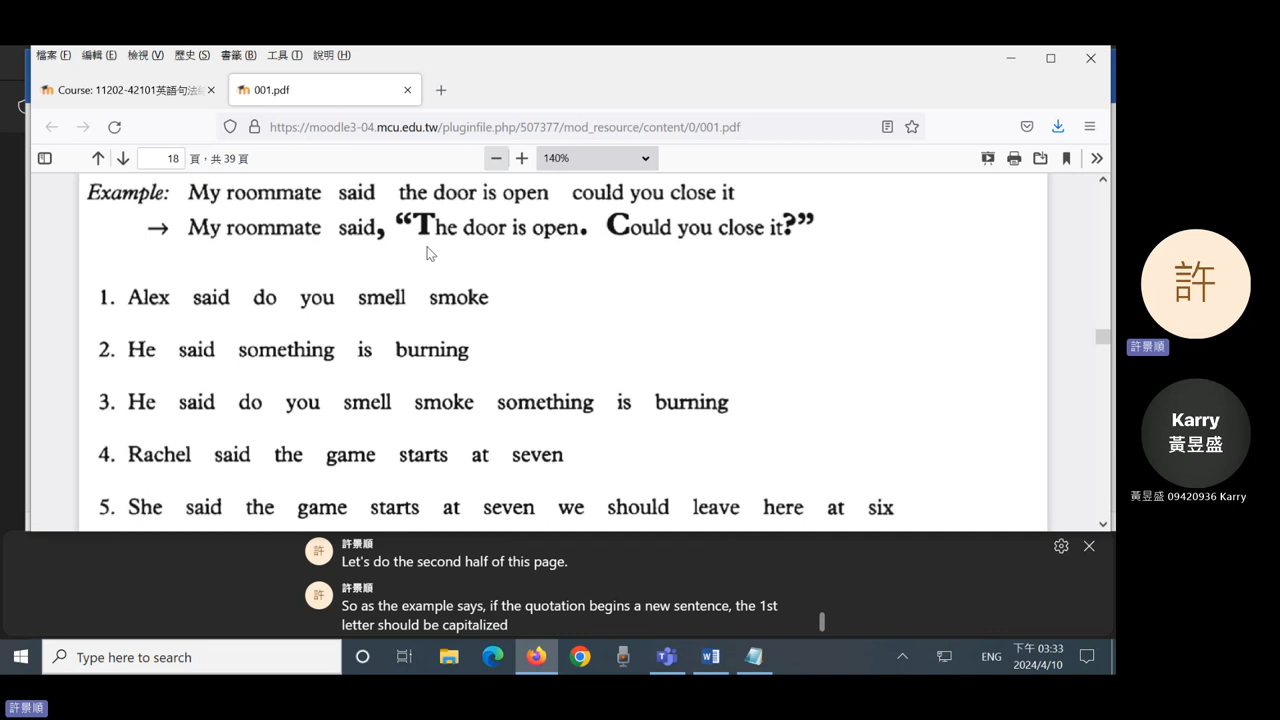 檔案 (F) 編輯 (E) 檢視 (V) 歷史 (S) 書籤 (B) 工具 (T) 說明 (H)
Course: 11202-42101英語句法
001.pdf
https://moodle3-04.mcu.edu.tw/pluginfile.php/507377/mod_resource/content/0/001.pdf
18 頁，共 39 頁
140%
Example: My roommate said the door is open could you close it
→ My roommate said, “The door is open. Could you close it?”
1. Alex said do you smell smoke
2. He said something is burning
3. He said do you smell smoke something is burning
4. Rachel said the game starts at seven
5. She said the game starts at seven we should leave here at six
許
許景順
Karry
黃昱盛
黃昱盛 09420936 Karry
許
許景順
Let's do the second half of this page.
許
許景順
So as the example says, if the quotation begins a new sentence, the 1st
letter should be capitalized
Type here to search
ENG
下午 03:33
2024/4/10
許景順